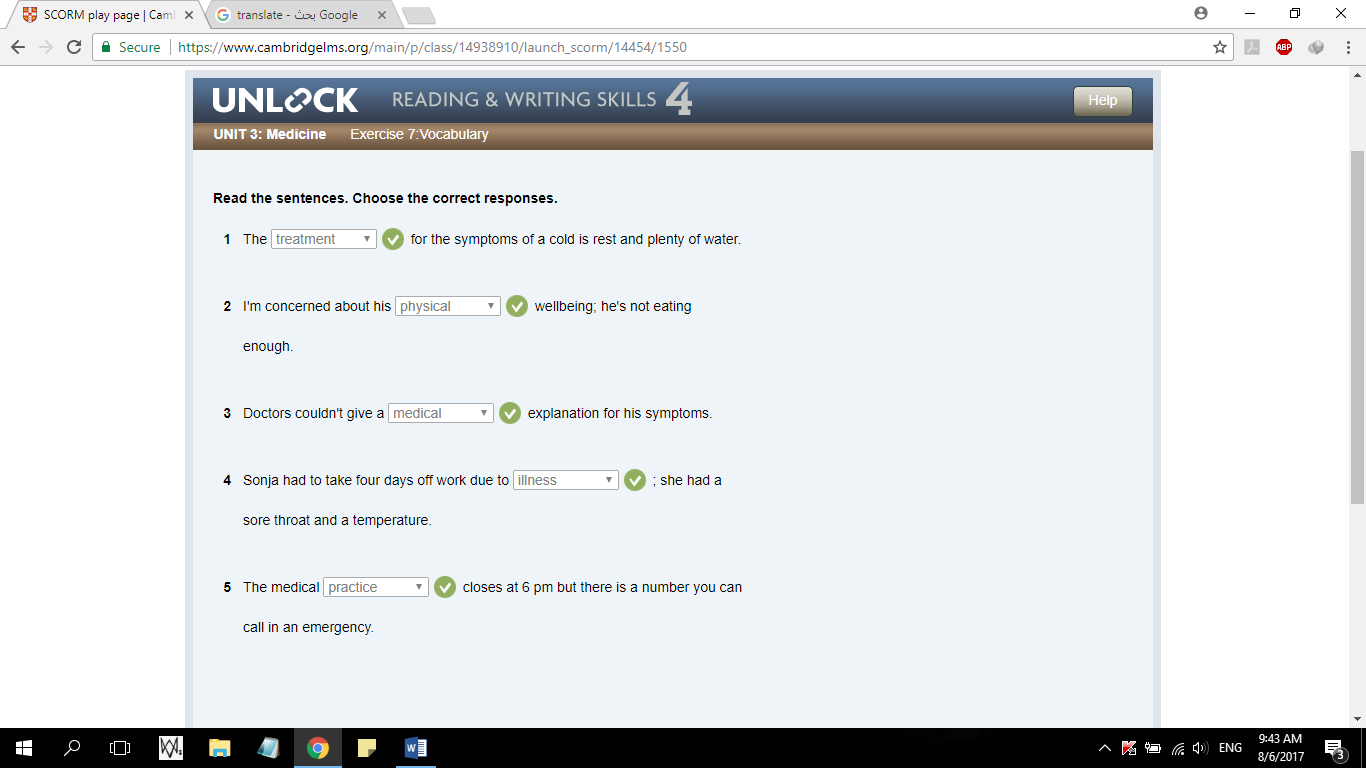 SCORM play page | Cam
translate - بحث Google
Secure https://www.cambridgelms.org/main/p/class/14938910/launch_scorm/14454/1550
ABP
UNLOCK READING & WRITING SKILLS 4
Help
UNIT 3: Medicine Exercise 7:Vocabulary
Read the sentences. Choose the correct responses.
1 The treatment for the symptoms of a cold is rest and plenty of water.
2 I'm concerned about his physical wellbeing; he's not eating
enough.
3 Doctors couldn't give a medical explanation for his symptoms.
4 Sonja had to take four days off work due to illness ; she had a
sore throat and a temperature.
5 The medical practice closes at 6 pm but there is a number you can
call in an emergency.
ENG
9:43 AM
8/6/2017
3